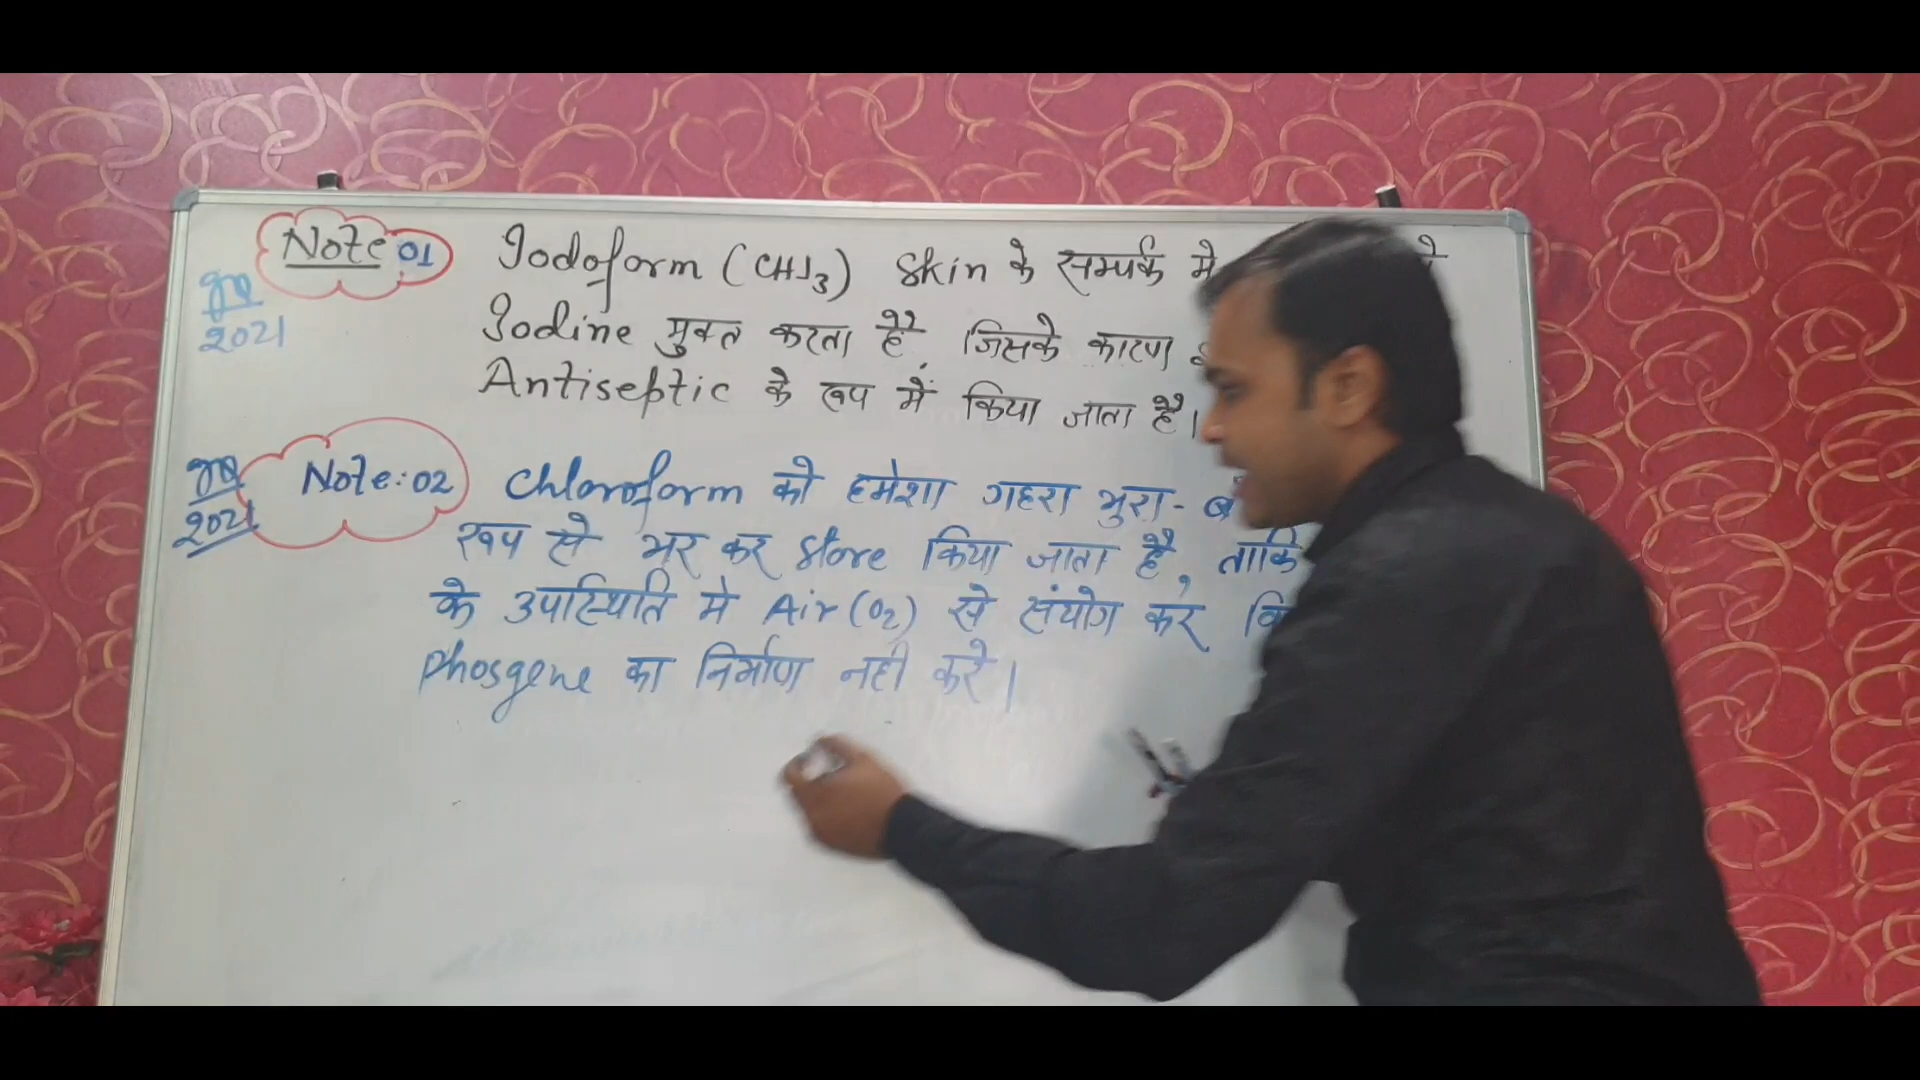 Note 01 Iodoform (CHI3) Skin के सम्पर्क मे
2021 Iodine मुक्त करता है, जिसके कारण
Antiseptic के रूप में किया जाता है।
Note: 02 Chloroform को हमेशा गहरा भुरा-
2021 रूप से भर कर store किया जाता है, ताकि
के उपस्थिति मे Air (O2) से संयोग कर
phosgene का निर्माण नही करे।